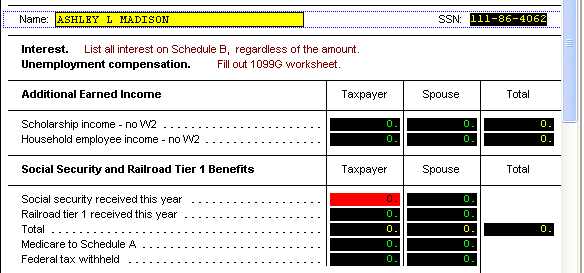 Name: ASHLEY L MADISON SSN: 111-86-4062
Interest. List all interest on Schedule B, regardless of the amount.
Unemployment compensation. Fill out 1099G worksheet.
Additional Earned Income Taxpayer Spouse Total
Scholarship income - no W2 0. 0. 0.
Household employee income - no W2 0. 0. 0.
Social Security and Railroad Tier 1 Benefits Taxpayer Spouse Total
Social security received this year 0. 0.
Railroad tier 1 received this year 0. 0.
Total 0. 0. 0.
Medicare to Schedule A 0. 0.
Federal tax withheld 0. 0.